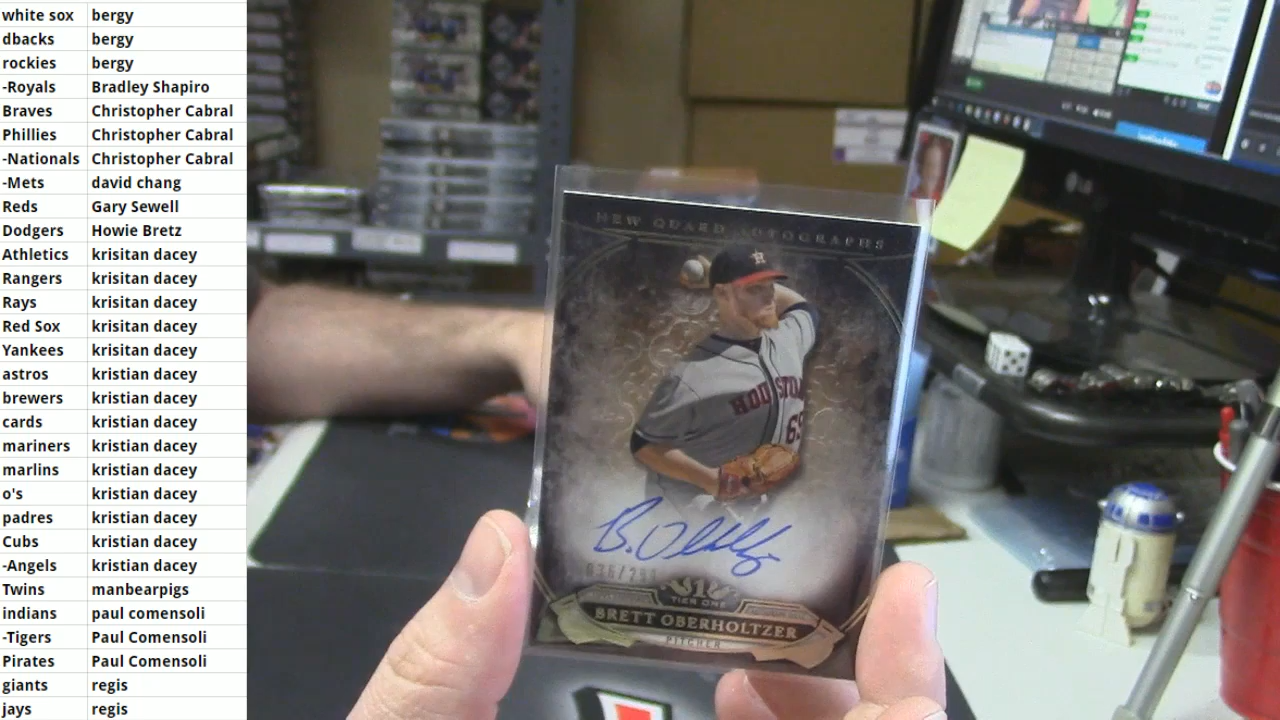 white sox bergy
dbacks bergy
rockies bergy
-Royals Bradley Shapiro
Braves Christopher Cabral
Phillies Christopher Cabral
-Nationals Christopher Cabral
-Mets david chang
Reds Gary Sewell
Dodgers Howie Bretz
Athletics krisitan dacey
Rangers krisitan dacey
Rays krisitan dacey
Red Sox krisitan dacey
Yankees krisitan dacey
astros kristian dacey
brewers kristian dacey
cards kristian dacey
mariners kristian dacey
marlins kristian dacey
o's kristian dacey
padres kristian dacey
Cubs kristian dacey
-Angels kristian dacey
Twins manbearpigs
indians paul comensoli
-Tigers Paul Comensoli
Pirates Paul Comensoli
giants regis
jays regis
NEW GUARD AUTOGRAPHS
H
HOUSTON
69
036/299
TIER ONE
BRETT OBERHOLTZER
PITCHER
LG